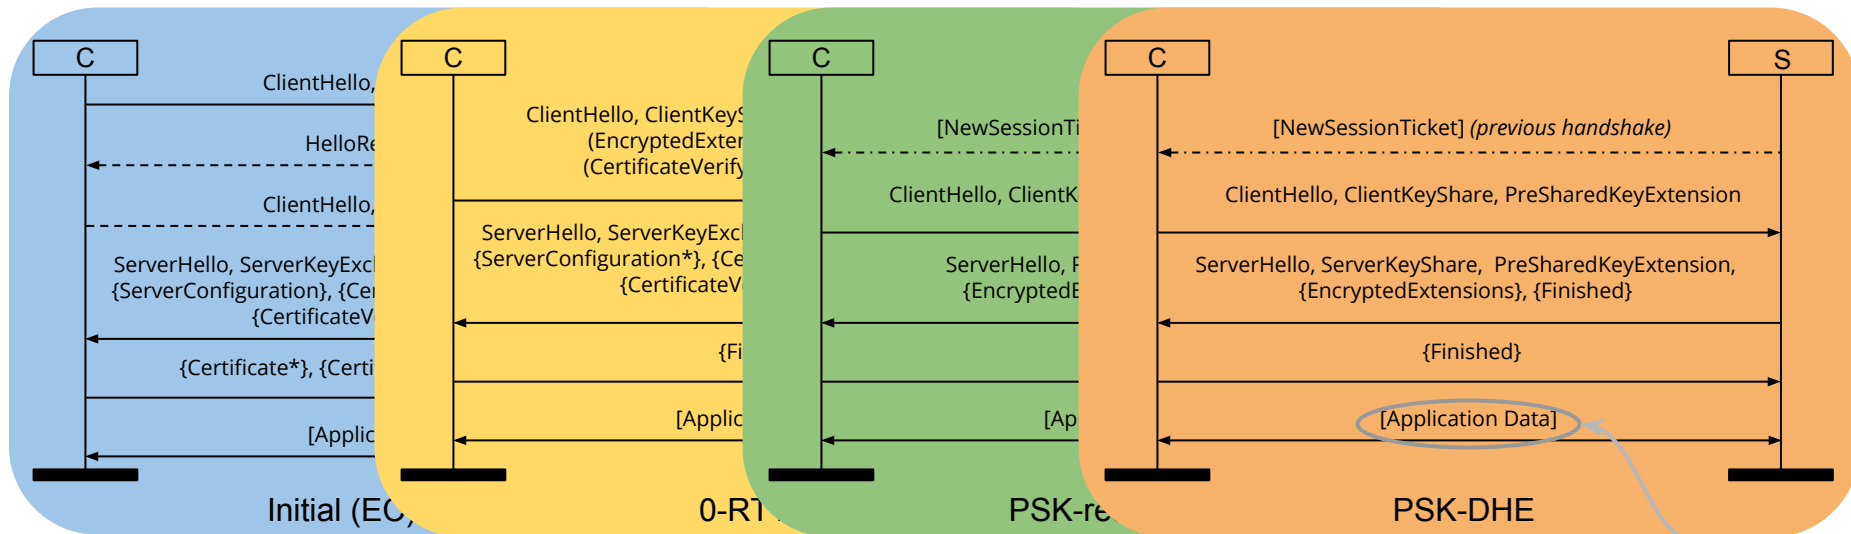 C
ClientHello,
HelloRe
ClientHello,
ServerHello, ServerKeyExc
{ServerConfiguration}, {Cer
{CertificateV
{Certificate*}, {Certi
[Applic
Initial (EC)
C
ClientHello, ClientKeyS
(EncryptedExten
(CertificateVerify
ServerHello, ServerKeyExc
{ServerConfiguration*}, {Ce
{CertificateV
{Fi
[Applic
0-RT
C
[NewSessionTi
ClientHello, ClientK
ServerHello, P
{EncryptedE
[Ap
PSK-re
C
S
[NewSessionTicket] (previous handshake)
ClientHello, ClientKeyShare, PreSharedKeyExtension
ServerHello, ServerKeyShare, PreSharedKeyExtension,
{EncryptedExtensions}, {Finished}
{Finished}
[Application Data]
PSK-DHE